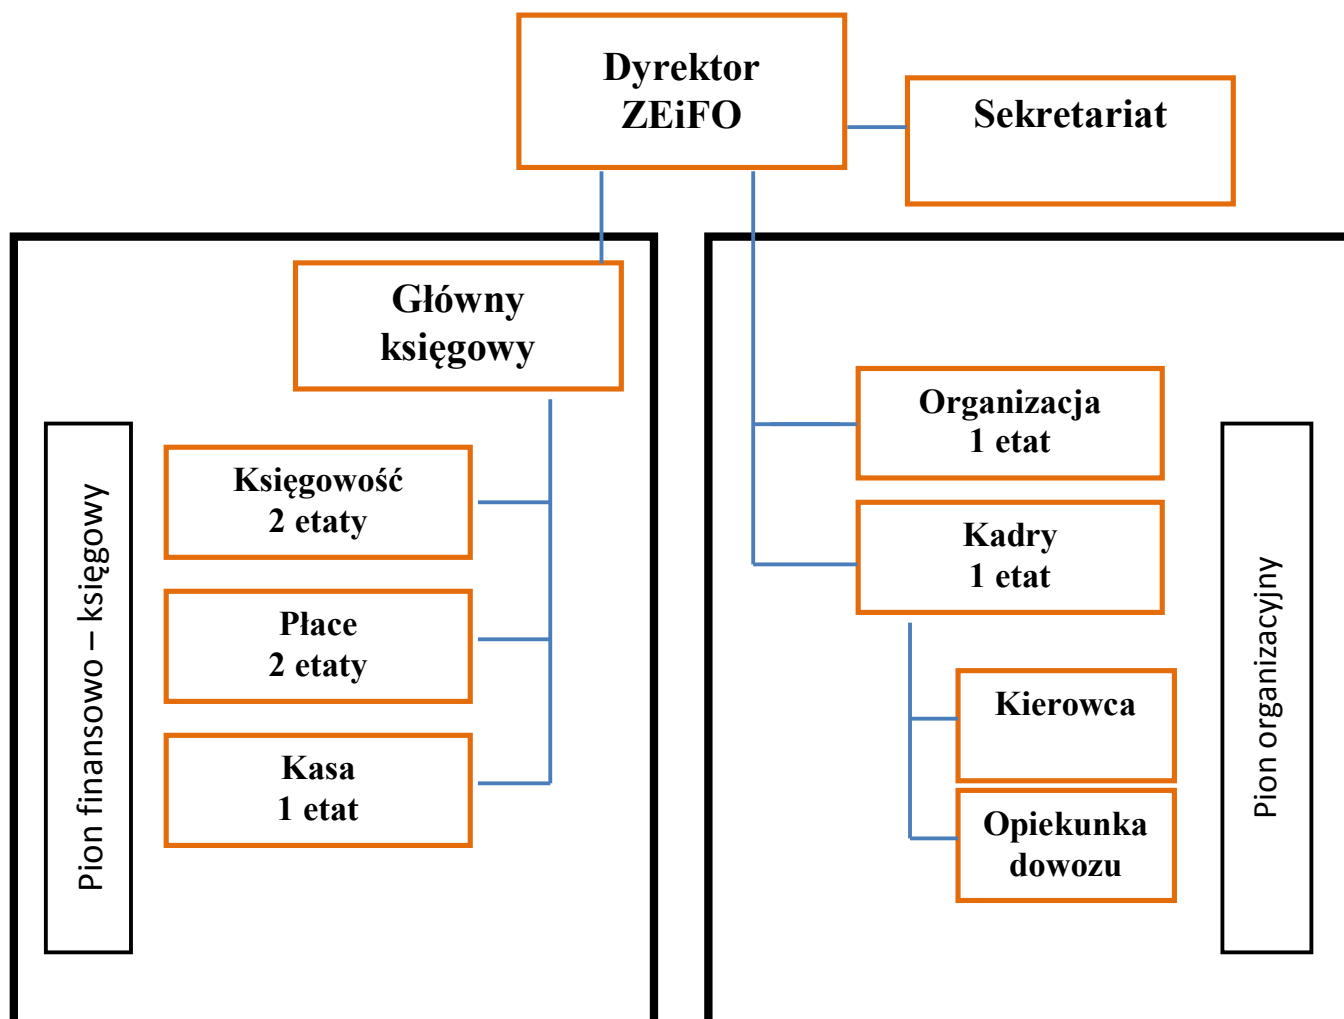 Dyrektor
ZEiFO
Sekretariat
Główny
księgowy
Pion finansowo – księgowy
Księgowość
2 etaty
Płace
2 etaty
Kasa
1 etat
Organizacja
1 etat
Kadry
1 etat
Kierowca
Opiekunka
dowozu
Pion organizacyjny